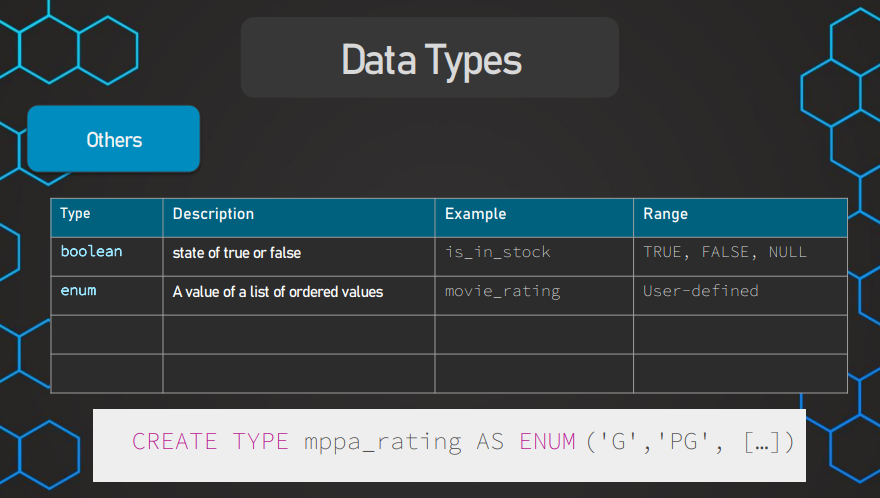 Data Types
Others
Type Description Example Range
boolean state of true or false is_in_stock TRUE, FALSE, NULL
enum A value of a list of ordered values movie_rating User-defined
CREATE TYPE mppa_rating AS ENUM ('G','PG', […])